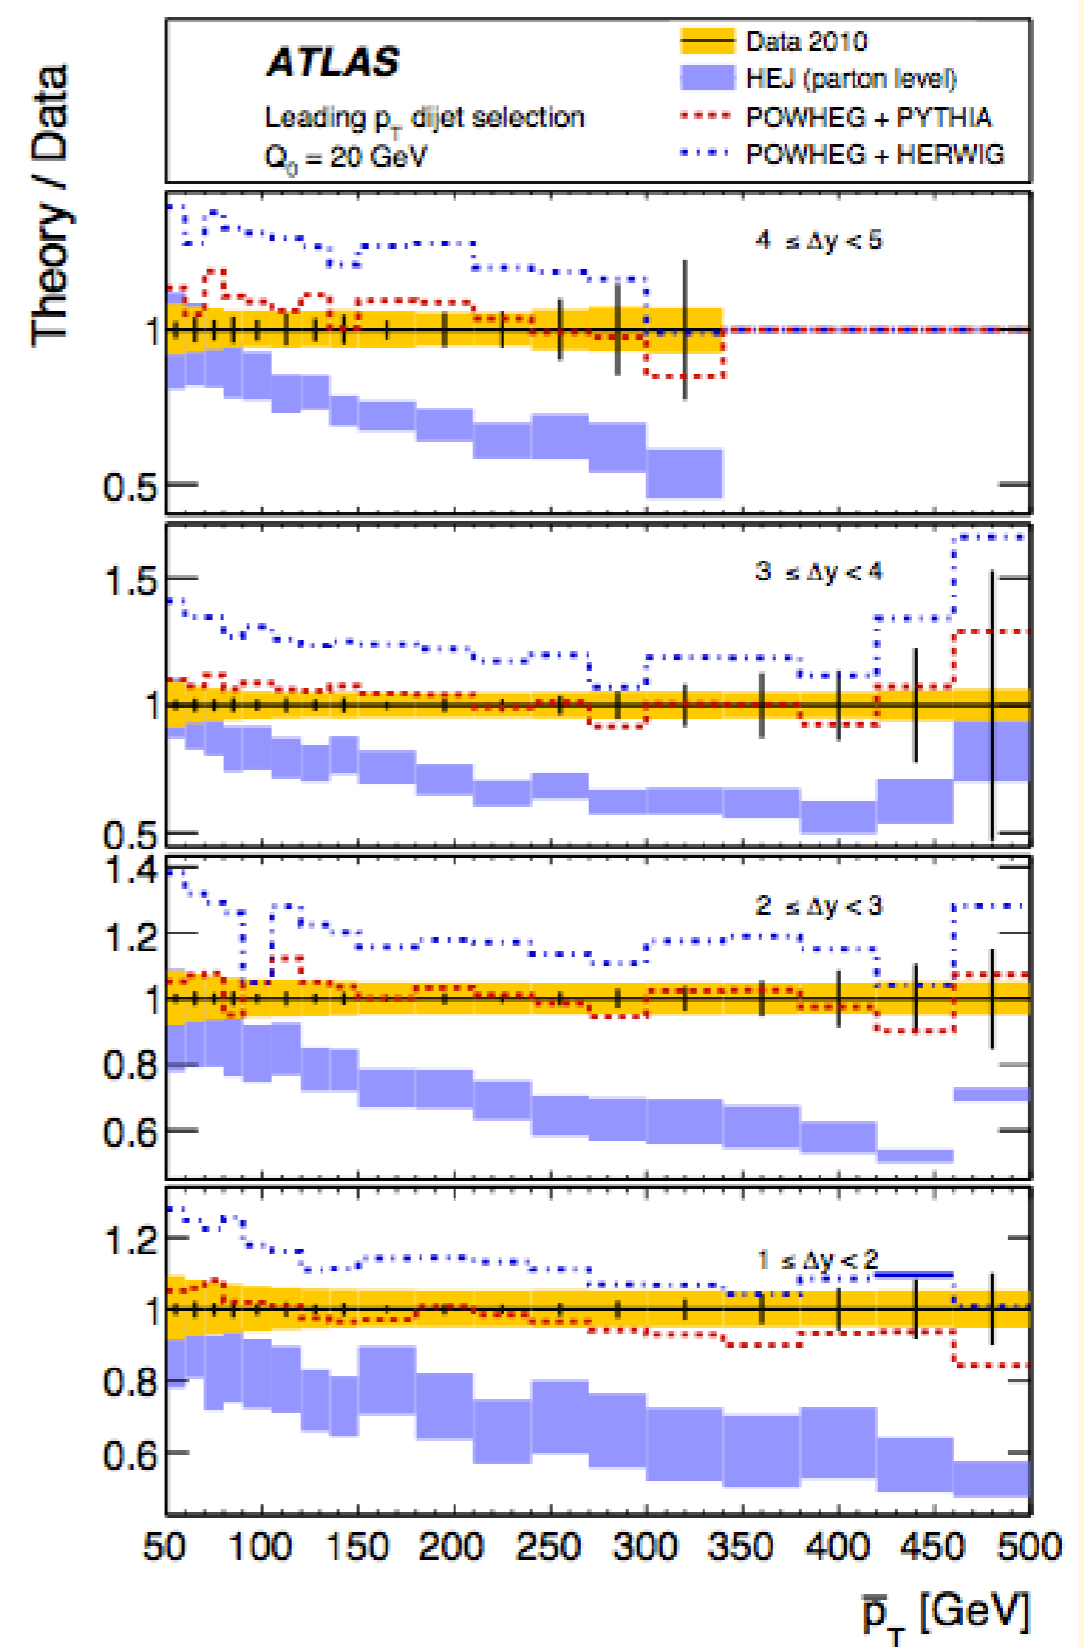 Theory / Data
ATLAS
Leading p_T dijet selection
Q_0 = 20 GeV
Data 2010
HEJ (parton level)
POWHEG + PYTHIA
POWHEG + HERWIG
4 ≤ Δy < 5
1
0.5
3 ≤ Δy < 4
1.5
1
0.5
2 ≤ Δy < 3
1.4
1.2
1
0.8
0.6
1 ≤ Δy < 2
1.2
1
0.8
0.6
50 100 150 200 250 300 350 400 450 500
p̅_T [GeV]